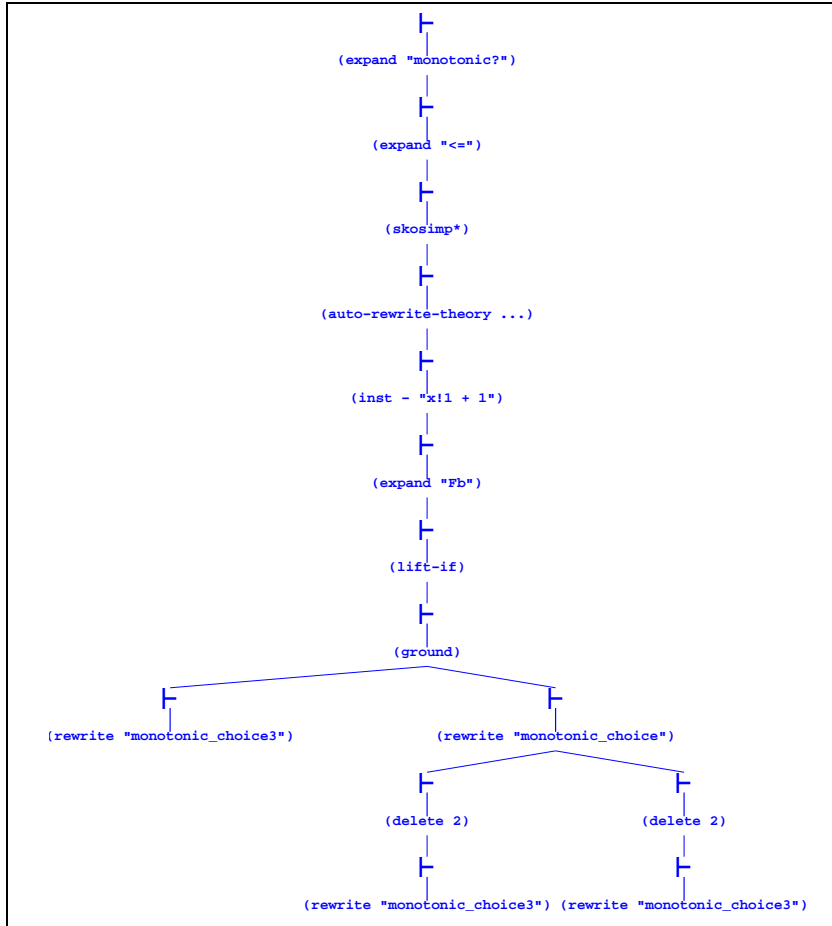 (expand "monotonic?")
(expand "<=")
(skosimp*)
(auto-rewrite-theory ...)
(inst - "x!1 + 1")
(expand "Fb")
(lift-if)
(ground)
(rewrite "monotonic_choice3") (rewrite "monotonic_choice")
(delete 2) (delete 2)
(rewrite "monotonic_choice3") (rewrite "monotonic_choice3")